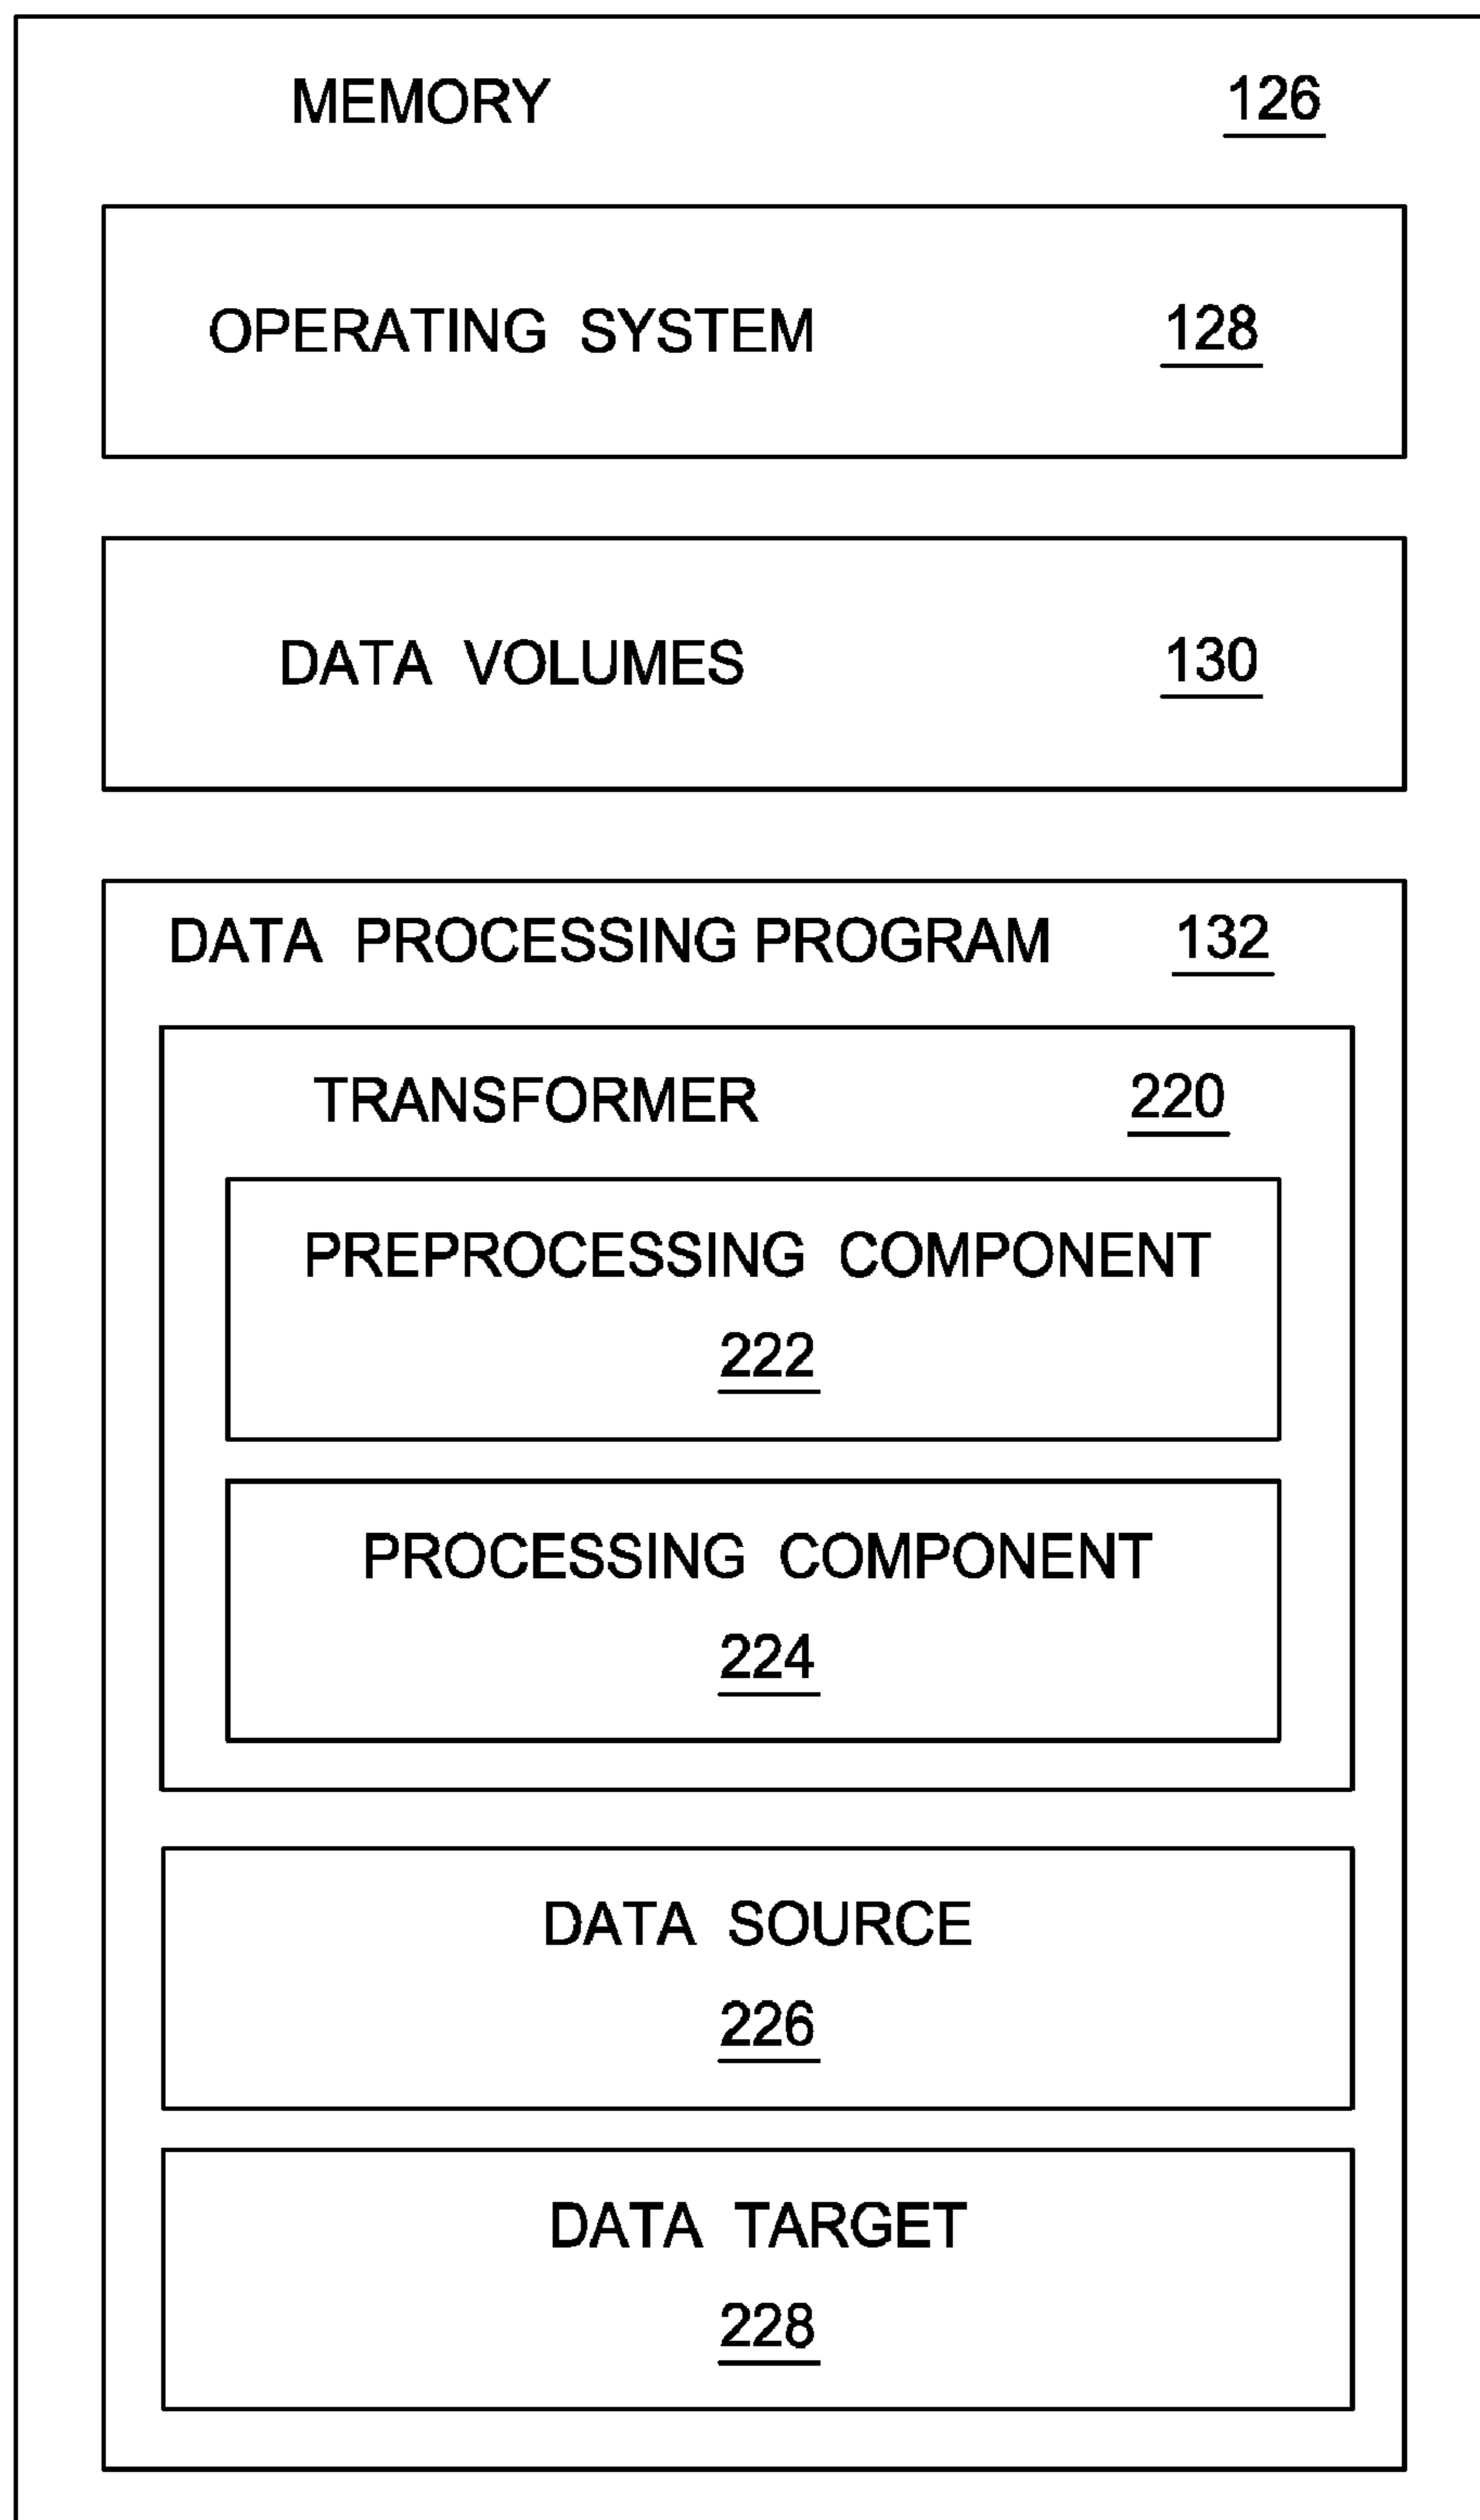 MEMORY 126
OPERATING SYSTEM 128
DATA VOLUMES 130
DATA PROCESSING PROGRAM 132
TRANSFORMER 220
PREPROCESSING COMPONENT
222
PROCESSING COMPONENT
224
DATA SOURCE
226
DATA TARGET
228